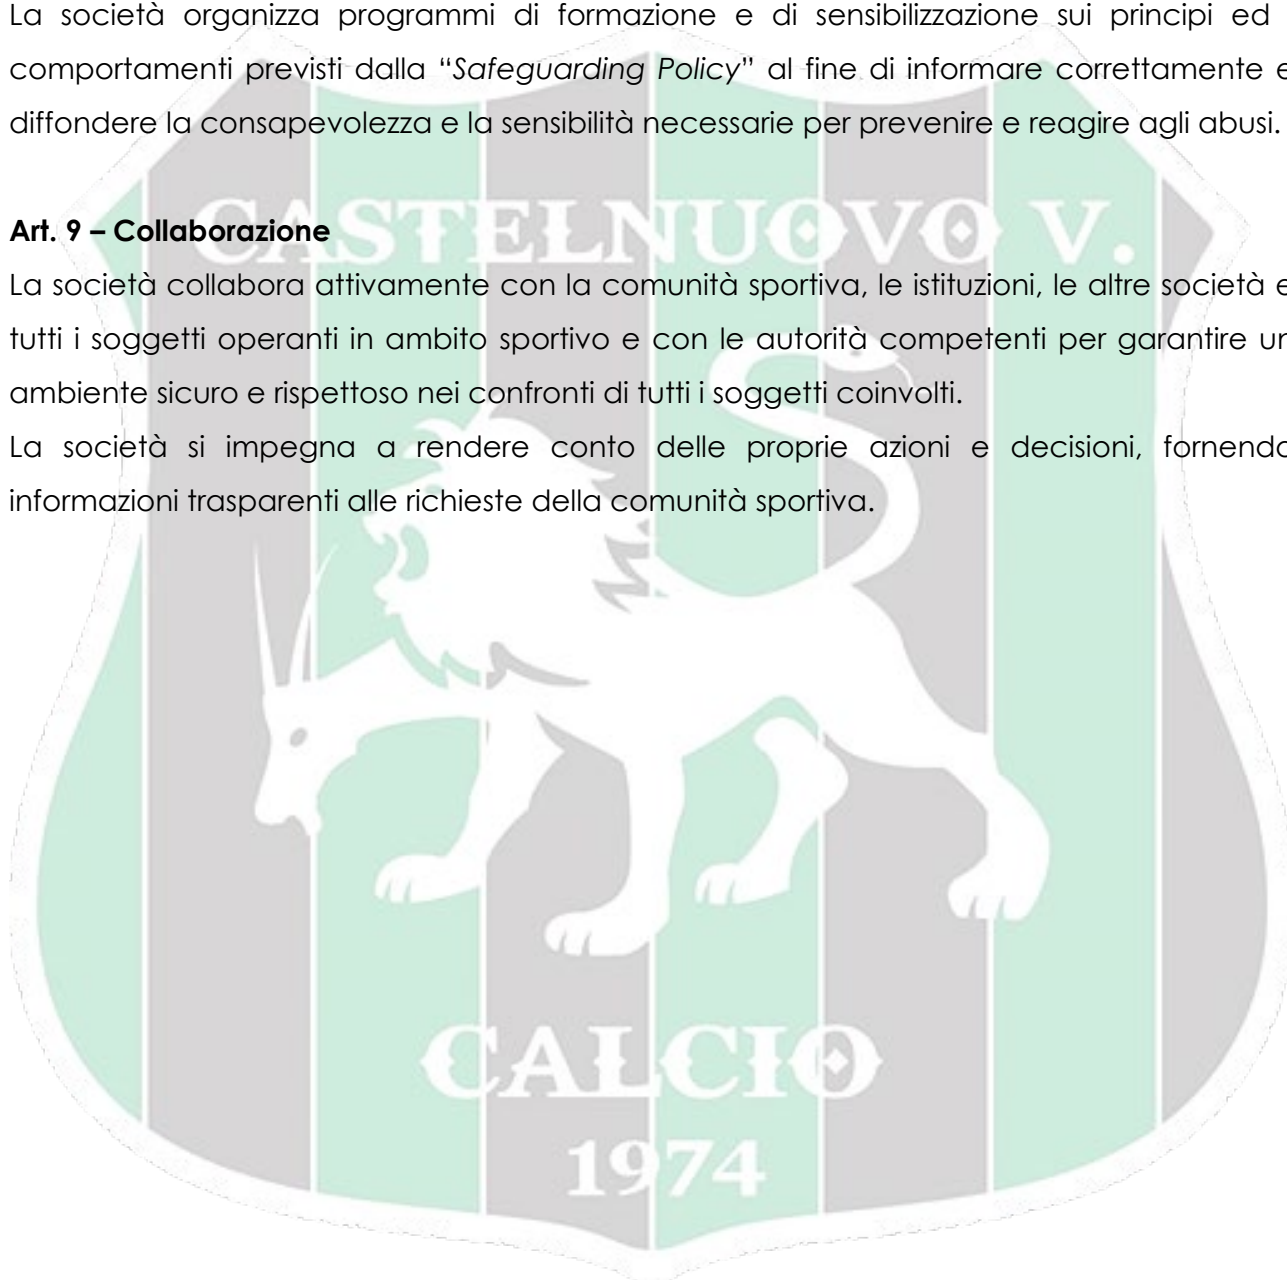 La società organizza programmi di formazione e di sensibilizzazione sui principi ed
comportamenti previsti dalla “Safeguarding Policy” al fine di informare correttamente e
diffondere la consapevolezza e la sensibilità necessarie per prevenire e reagire agli abusi.
CASTELNUOVO V.
Art. 9 – Collaborazione
La società collabora attivamente con la comunità sportiva, le istituzioni, le altre società e
tutti i soggetti operanti in ambito sportivo e con le autorità competenti per garantire un
ambiente sicuro e rispettoso nei confronti di tutti i soggetti coinvolti.
La società si impegna a rendere conto delle proprie azioni e decisioni, fornendo
informazioni trasparenti alle richieste della comunità sportiva.
CALCIO
1974